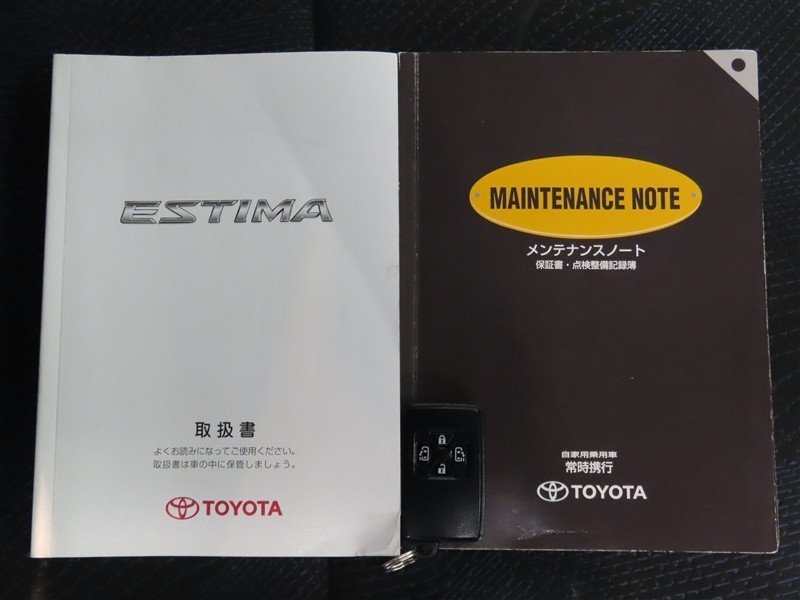 ESTIMA
取扱書
よくお読みになってご使用ください。
取扱書は車の中に保管しましょう。
TOYOTA
MAINTENANCE NOTE
メンテナンスノート
保証書・点検整備記録簿
自家用乗用車
常時携行
TOYOTA